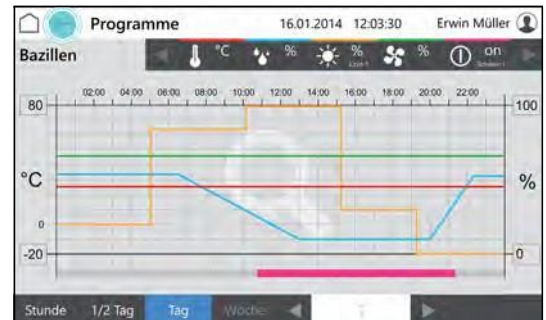 Programme 16.01.2014 12:03:30 Erwin Müller
Bazillen °C % % % on
02:00 04:00 06:00 08:00 10:00 12:00 14:00 16:00 18:00 20:00 22:00
80 100
°C %
0
-20 0
Stunde 1/2 Tag Tag Woche